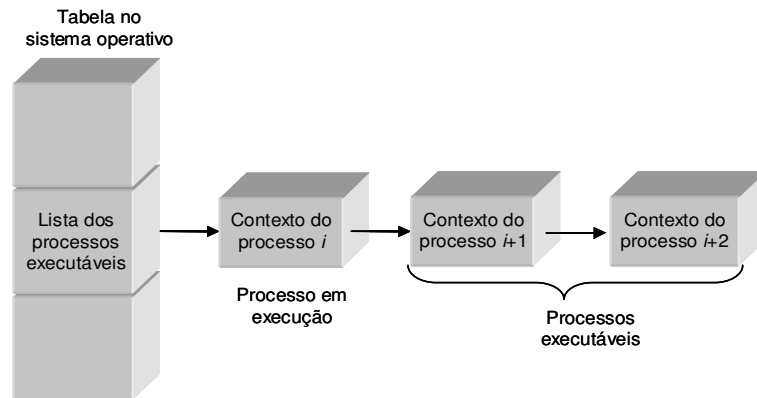 Tabela no
sistema operativo
Lista dos
processos
executáveis
Contexto do
processo i
Contexto do
processo i+1
Contexto do
processo i+2
Processo em
execução
Processos
executáveis